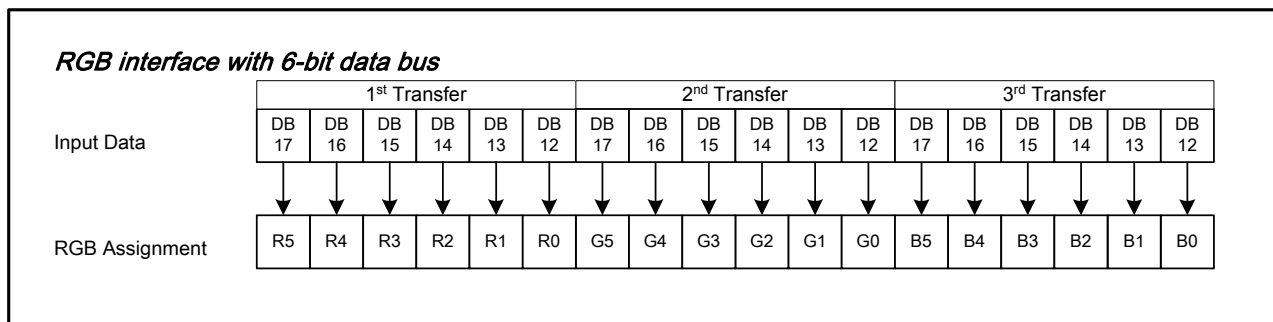 RGB interface with 6-bit data bus
1st Transfer 2nd Transfer 3rd Transfer
Input Data DB 17 DB 16 DB 15 DB 14 DB 13 DB 12 DB 17 DB 16 DB 15 DB 14 DB 13 DB 12 DB 17 DB 16 DB 15 DB 14 DB 13 DB 12
RGB Assignment R5 R4 R3 R2 R1 R0 G5 G4 G3 G2 G1 G0 B5 B4 B3 B2 B1 B0